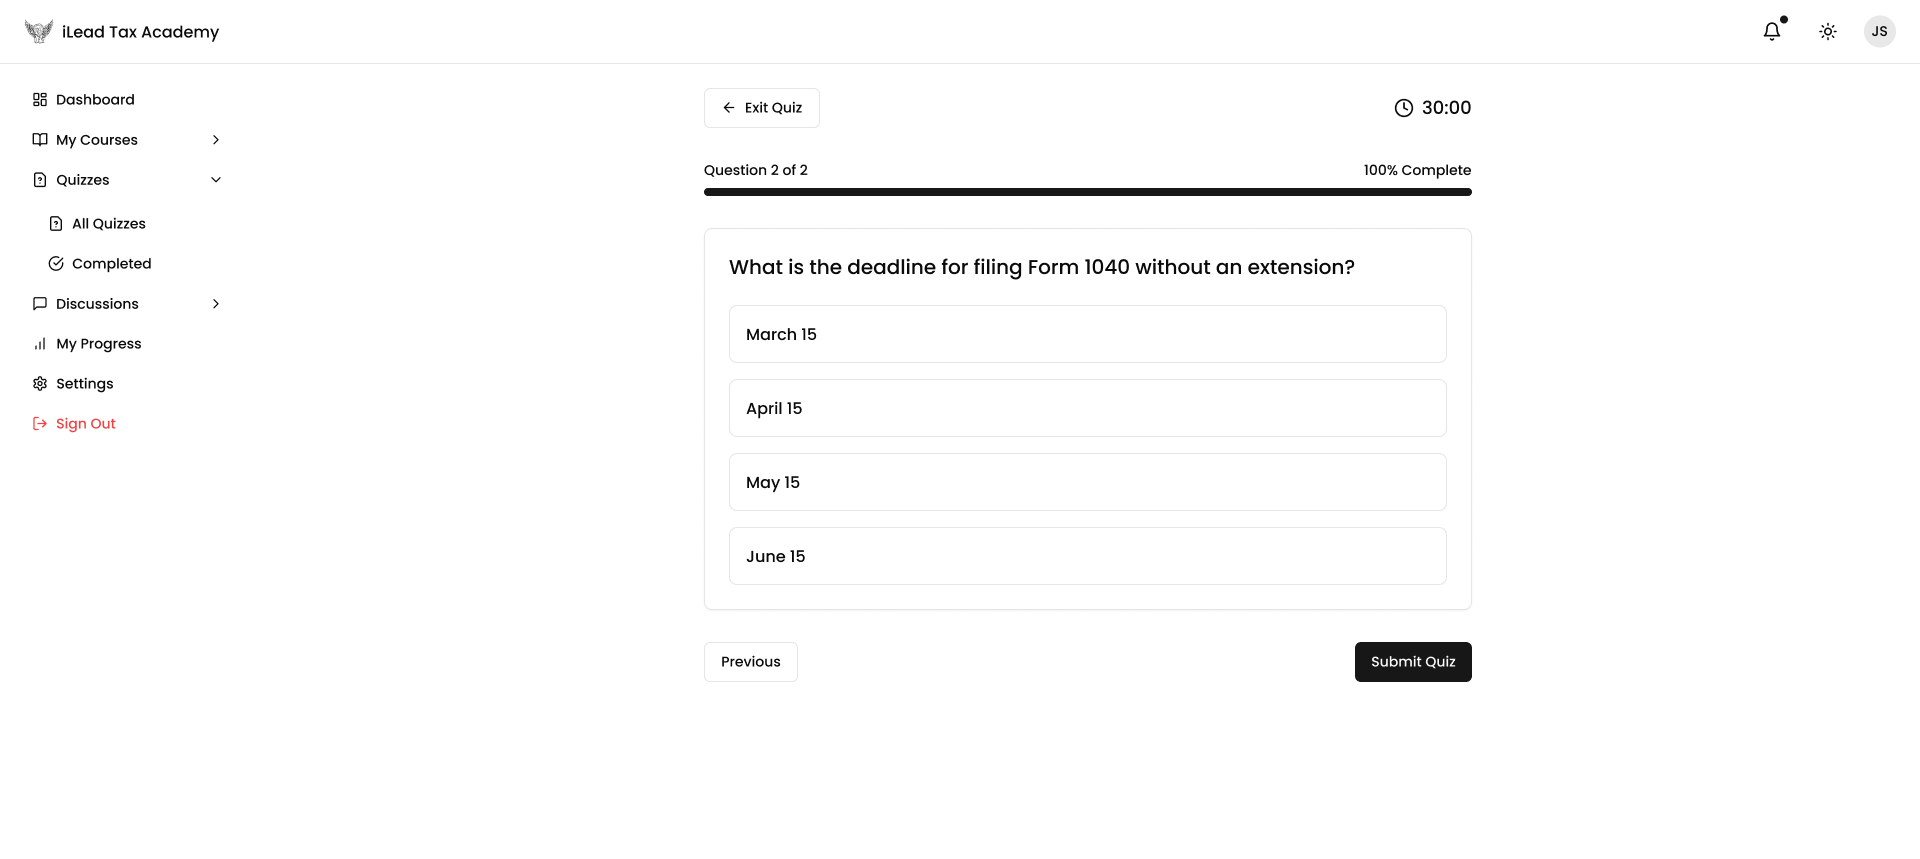 iLead Tax Academy
JS
Dashboard
My Courses
Quizzes
All Quizzes
Completed
Discussions
My Progress
Settings
Sign Out
Exit Quiz
30:00
Question 2 of 2
100% Complete
What is the deadline for filing Form 1040 without an extension?
March 15
April 15
May 15
June 15
Previous
Submit Quiz